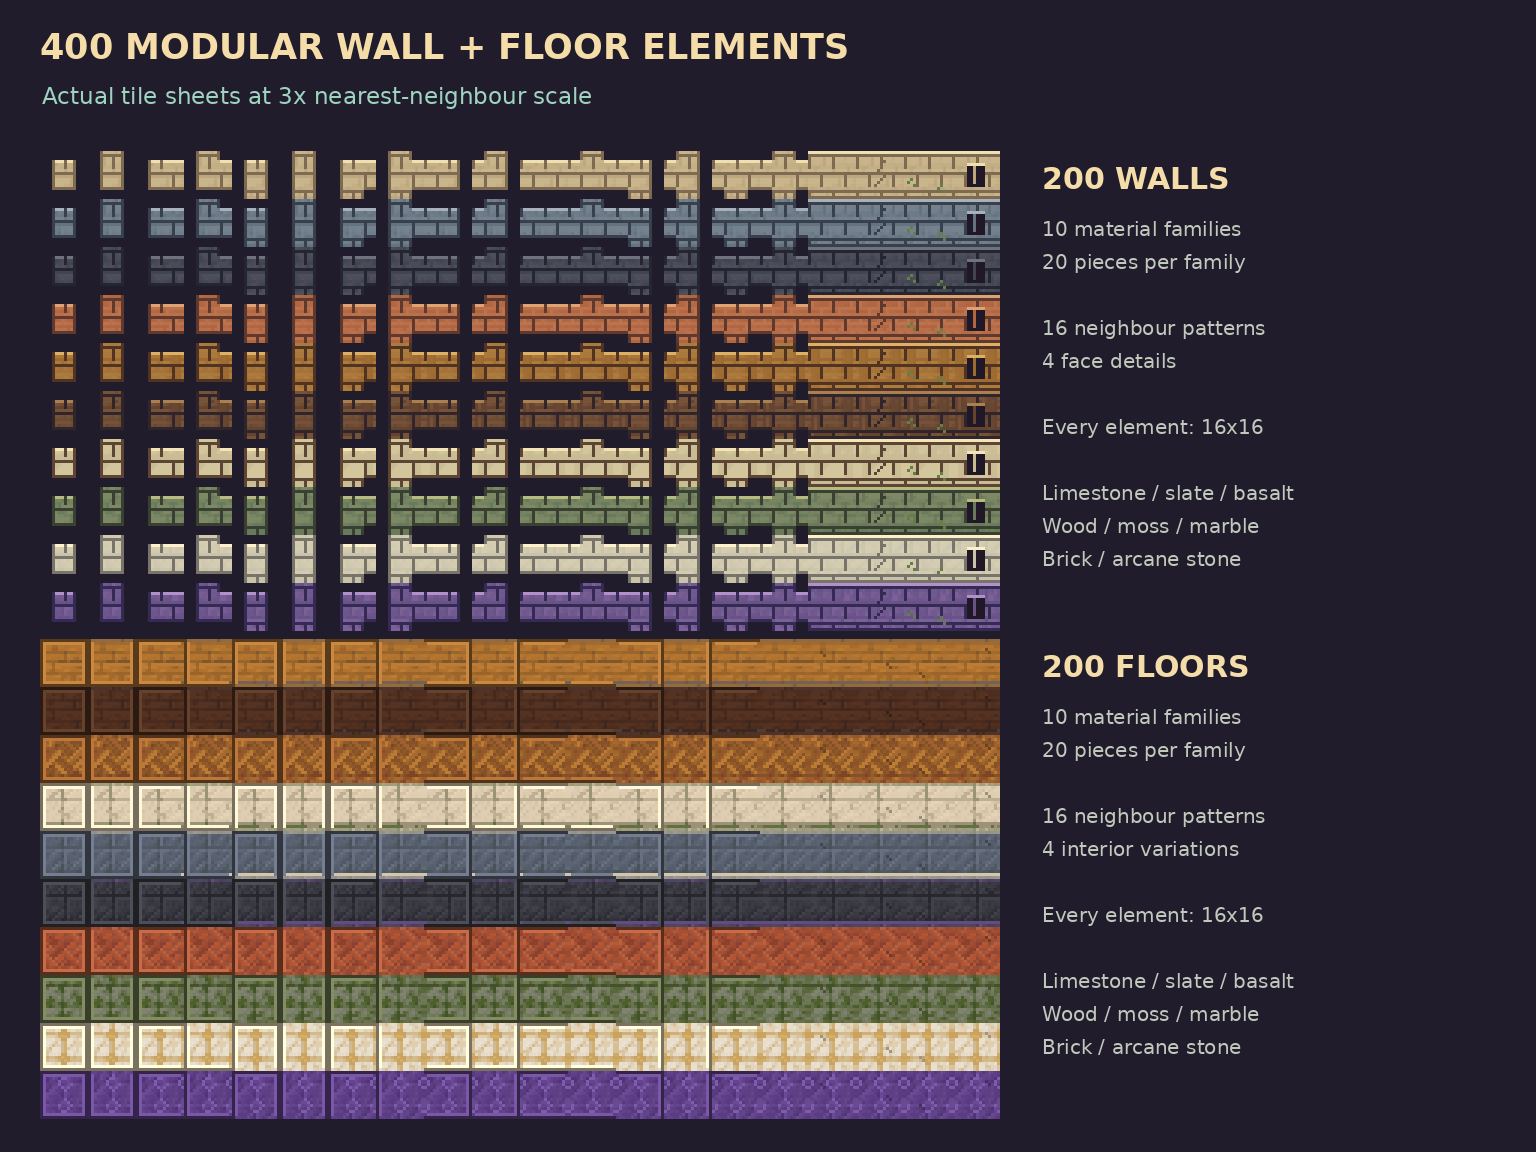 400 MODULAR WALL + FLOOR ELEMENTS
Actual tile sheets at 3x nearest-neighbour scale
200 WALLS
10 material families
20 pieces per family
16 neighbour patterns
4 face details
Every element: 16x16
Limestone / slate / basalt
Wood / moss / marble
Brick / arcane stone
200 FLOORS
10 material families
20 pieces per family
16 neighbour patterns
4 interior variations
Every element: 16x16
Limestone / slate / basalt
Wood / moss / marble
Brick / arcane stone